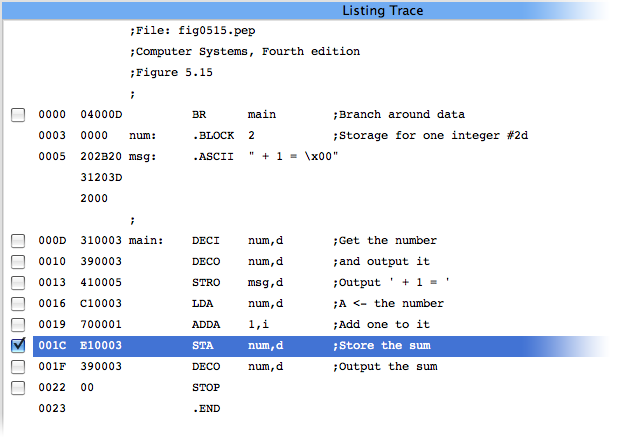 Listing Trace
;File: fig0515.pep
;Computer Systems, Fourth edition
;Figure 5.15
;
0000 04000D BR main ;Branch around data
0003 0000 num: .BLOCK 2 ;Storage for one integer #2d
0005 202B20 msg: .ASCII " + 1 = \x00"
31203D
2000
;
000D 310003 main: DECI num,d ;Get the number
0010 390003 DECO num,d ;and output it
0013 410005 STRO msg,d ;Output ' + 1 = '
0016 C10003 LDA num,d ;A <- the number
0019 700001 ADDA 1,i ;Add one to it
001C E10003 STA num,d ;Store the sum
001F 390003 DECO num,d ;Output the sum
0022 00 STOP
0023 .END